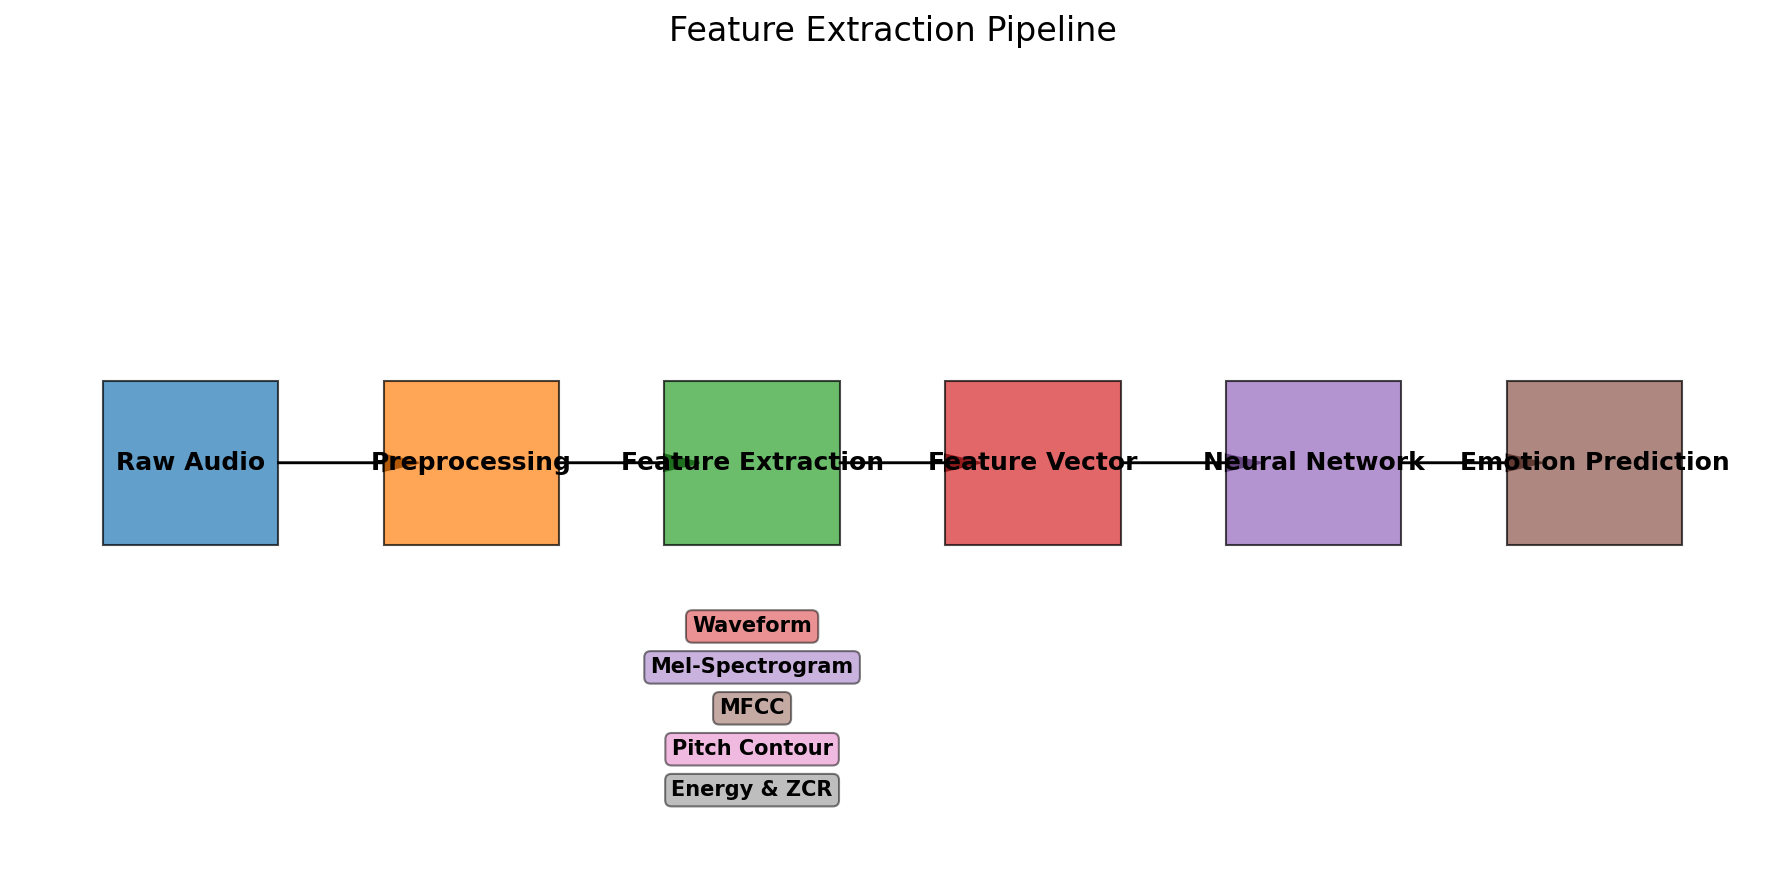 Feature Extraction Pipeline
Raw Audio
Preprocessing
Feature Extraction
Feature Vector
Neural Network
Emotion Prediction
Waveform
Mel-Spectrogram
MFCC
Pitch Contour
Energy & ZCR